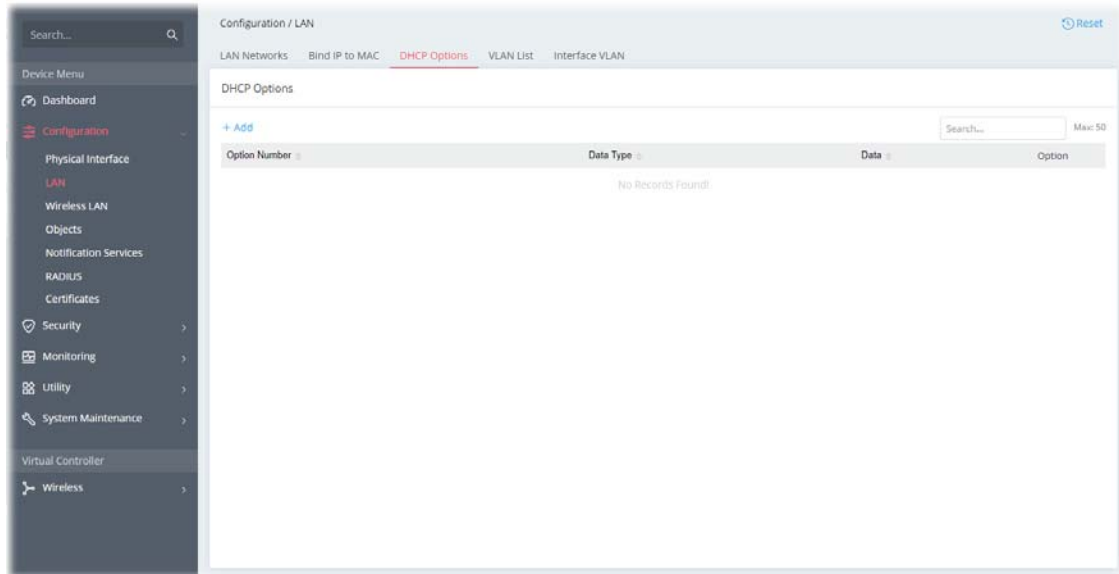 Search...
Device Menu
Dashboard
Configuration
Physical Interface
LAN
Wireless LAN
Objects
Notification Services
RADIUS
Certificates
Security
Monitoring
Utility
System Maintenance
Virtual Controller
Wireless
Configuration / LAN
Reset
LAN Networks Bind IP to MAC DHCP Options VLAN List Interface VLAN
DHCP Options
+ Add
Search...
Max: 50
Option Number Data Type Data Option
No Records Found!